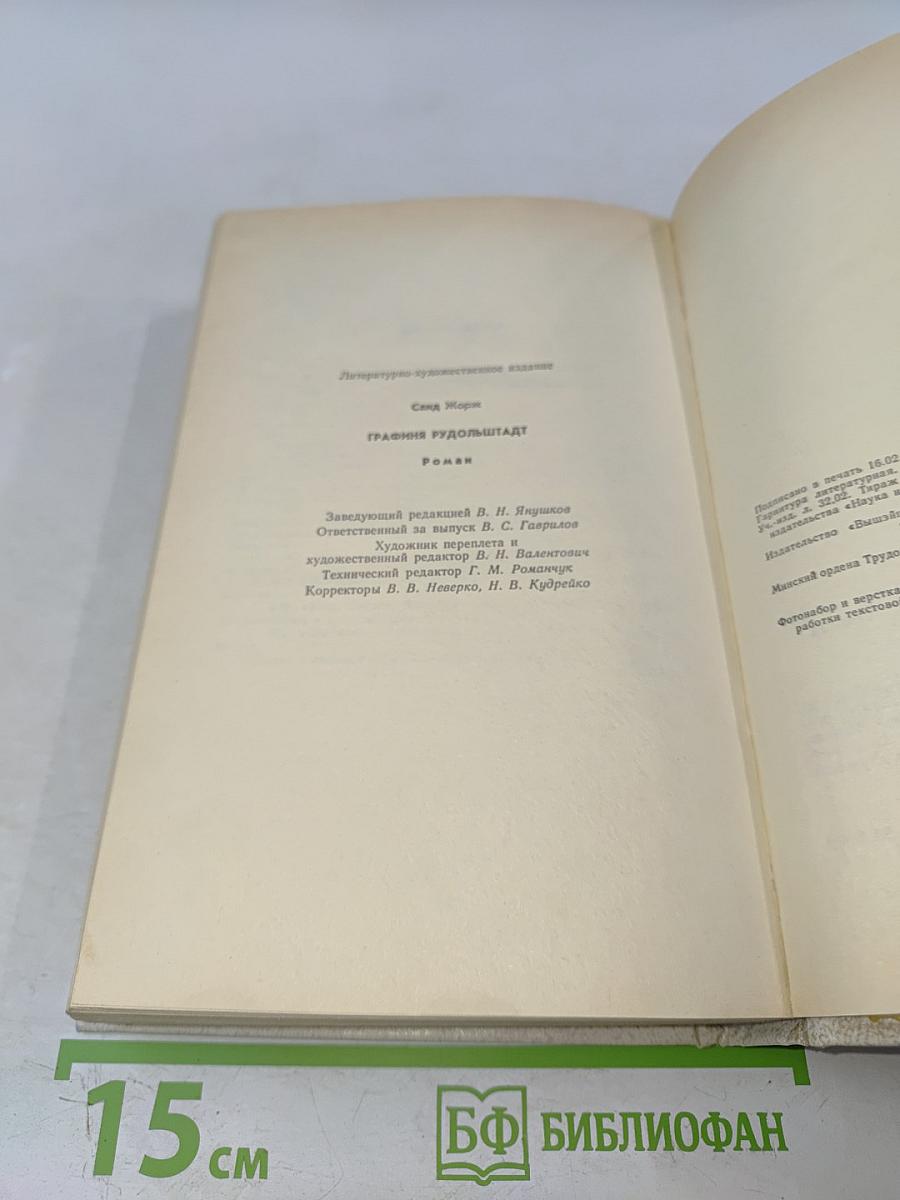 Литературно-художественное издание
Санд Жорж
ГРАФИНЯ РУДОЛЬШТАДТ
Роман
Заведующий редакцией В. Н. Янушков
Ответственный за выпуск В. С. Гаврилов
Художник переплета и
художественный редактор В. Н. Валентович
Технический редактор Г. М. Романчук
Корректоры В. В. Неверко, Н. В. Кудрейко
Подписано в печать 16.02
Гарнитура литературная.
Уч.-изд. л. 32,02. Тираж
издательства «Наука и
Издательство «Вышэй
Минский ордена Трудо
Фотонабор и верстка
работки текстово
15 см
БФ БИБЛИОФАН